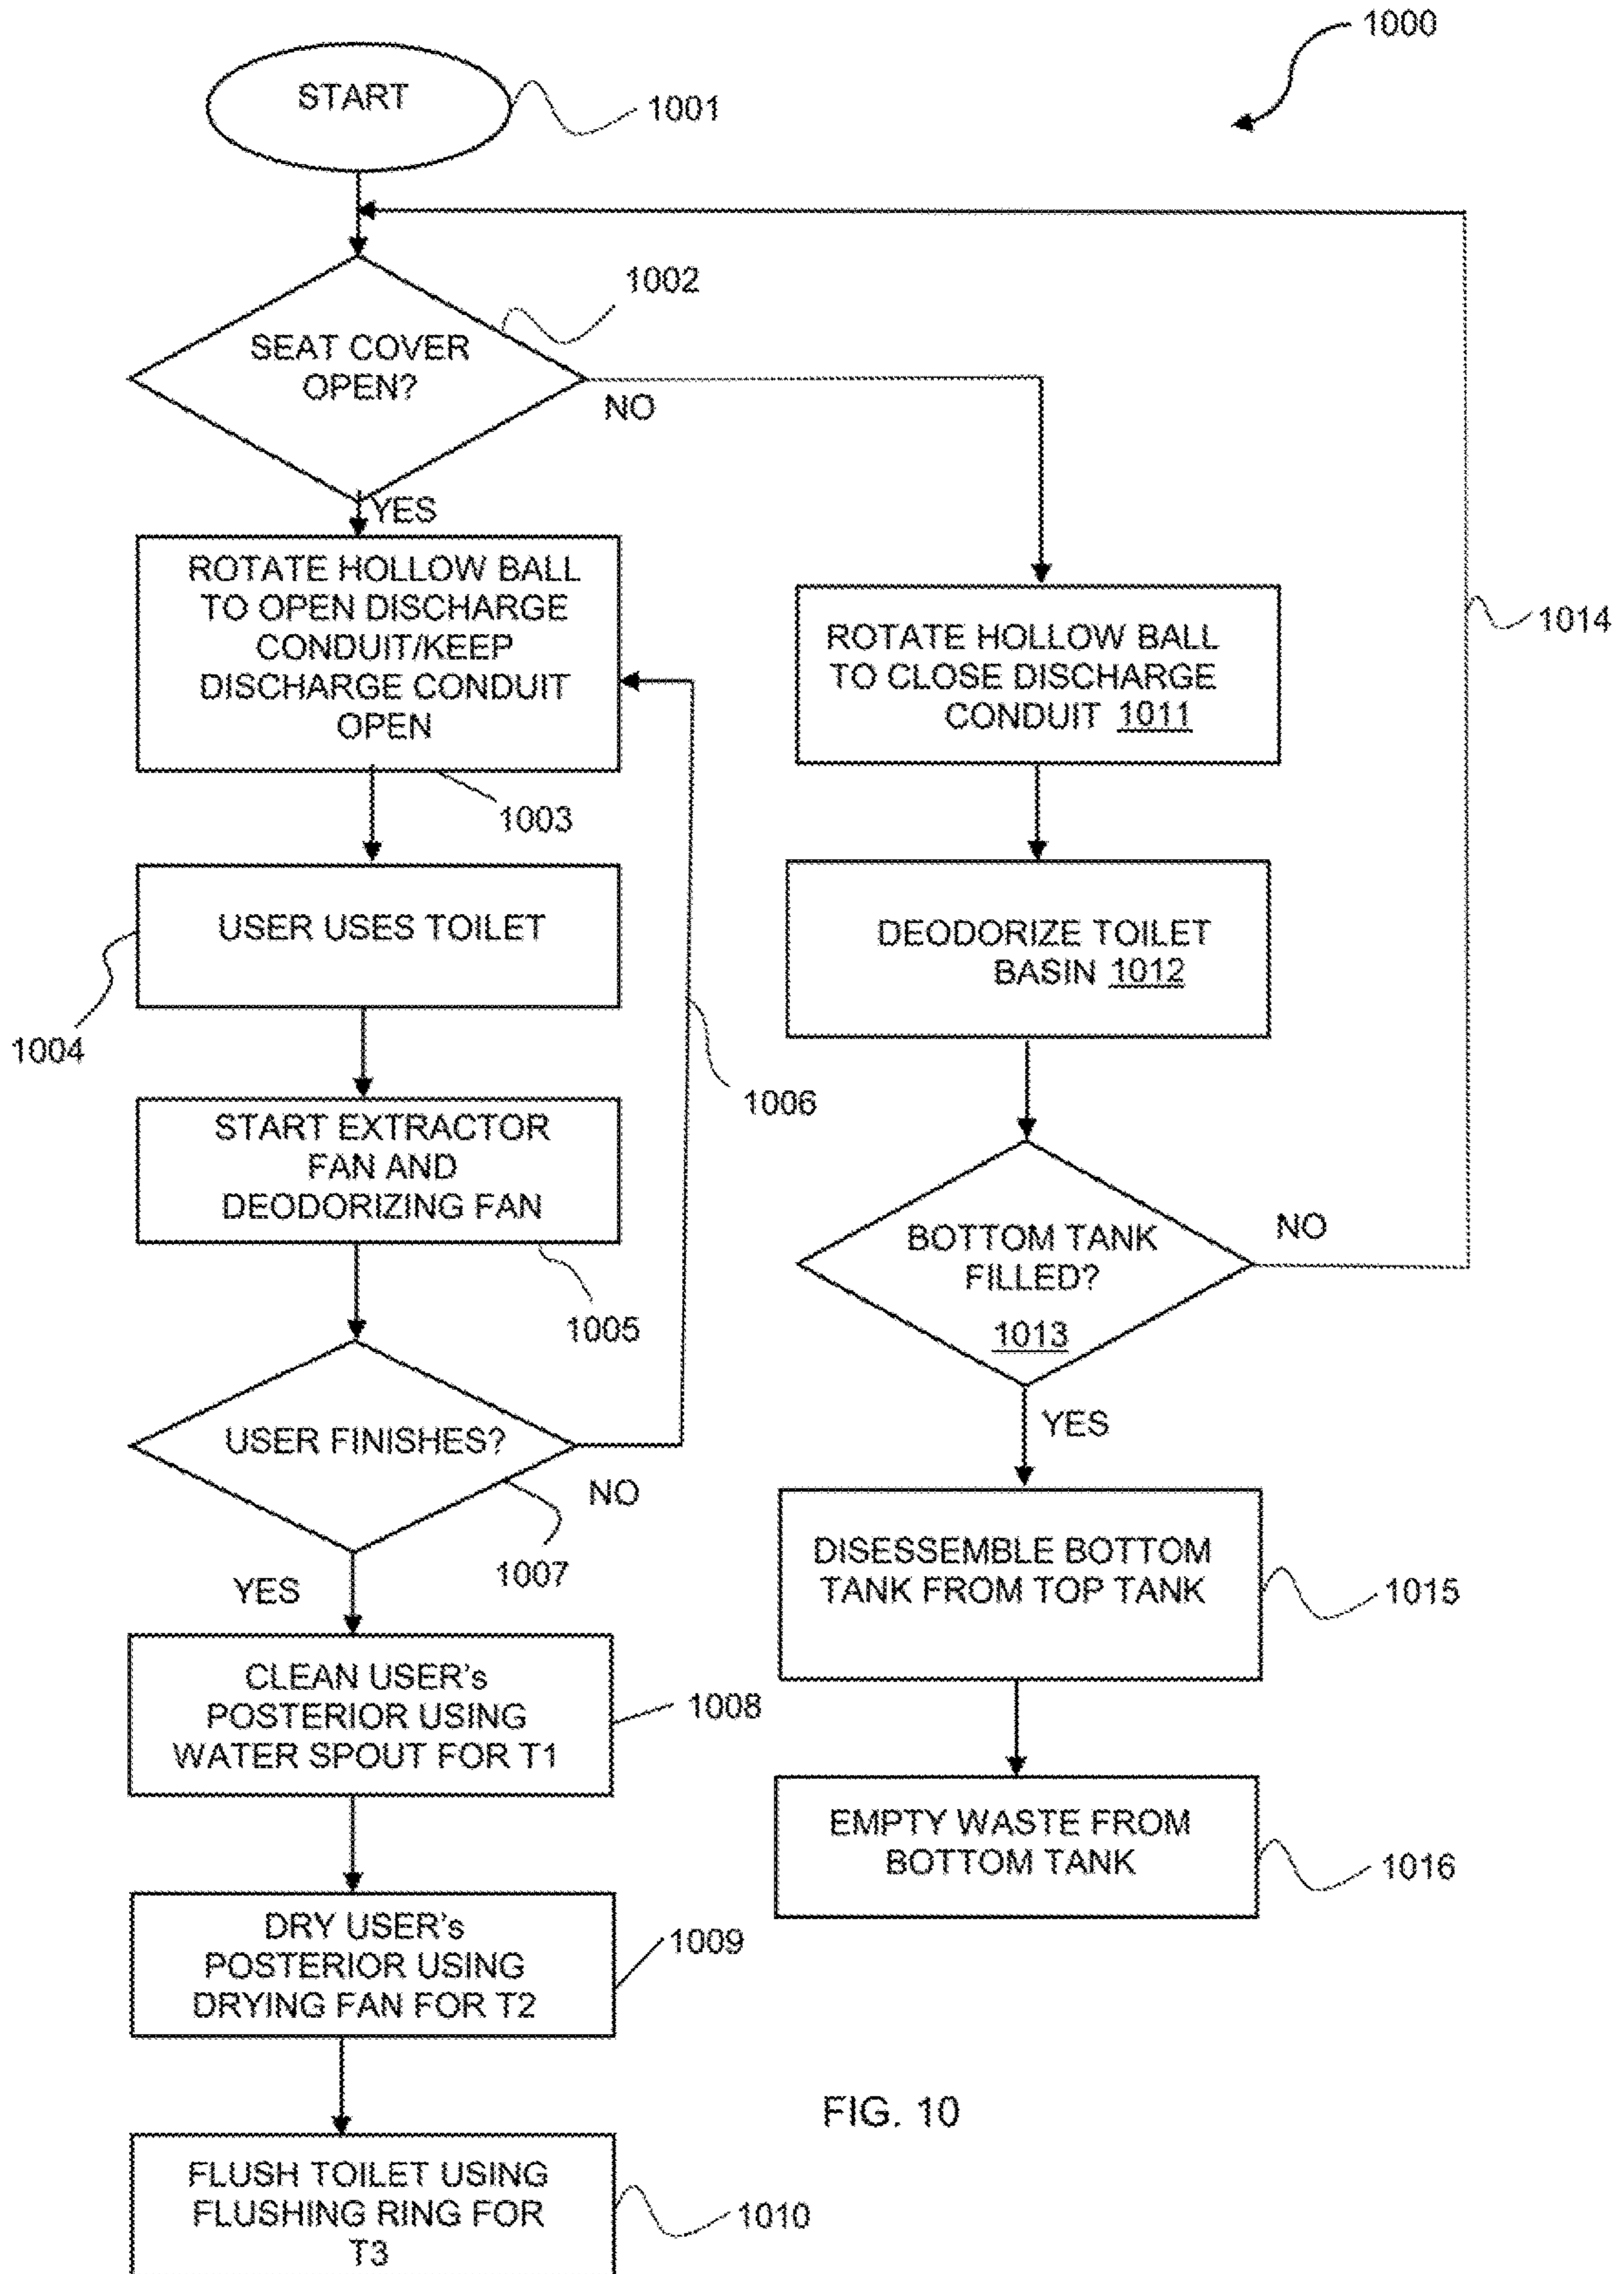 1000
START
1001
1002
SEAT COVER
OPEN?
NO
YES
ROTATE HOLLOW BALL
TO OPEN DISCHARGE
CONDUIT/KEEP
DISCHARGE CONDUIT
OPEN
1003
ROTATE HOLLOW BALL
TO CLOSE DISCHARGE
CONDUIT 1011
1014
USER USES TOILET
1004
DEODORIZE TOILET
BASIN 1012
1006
START EXTRACTOR
FAN AND
DEODORIZING FAN
1005
BOTTOM TANK
FILLED?
1013
NO
YES
USER FINISHES?
NO
1007
YES
DISESSEMBLE BOTTOM
TANK FROM TOP TANK
1015
CLEAN USER's
POSTERIOR USING
WATER SPOUT FOR T1
1008
EMPTY WASTE FROM
BOTTOM TANK
1016
DRY USER's
POSTERIOR USING
DRYING FAN FOR T2
1009
FIG. 10
FLUSH TOILET USING
FLUSHING RING FOR
T3
1010